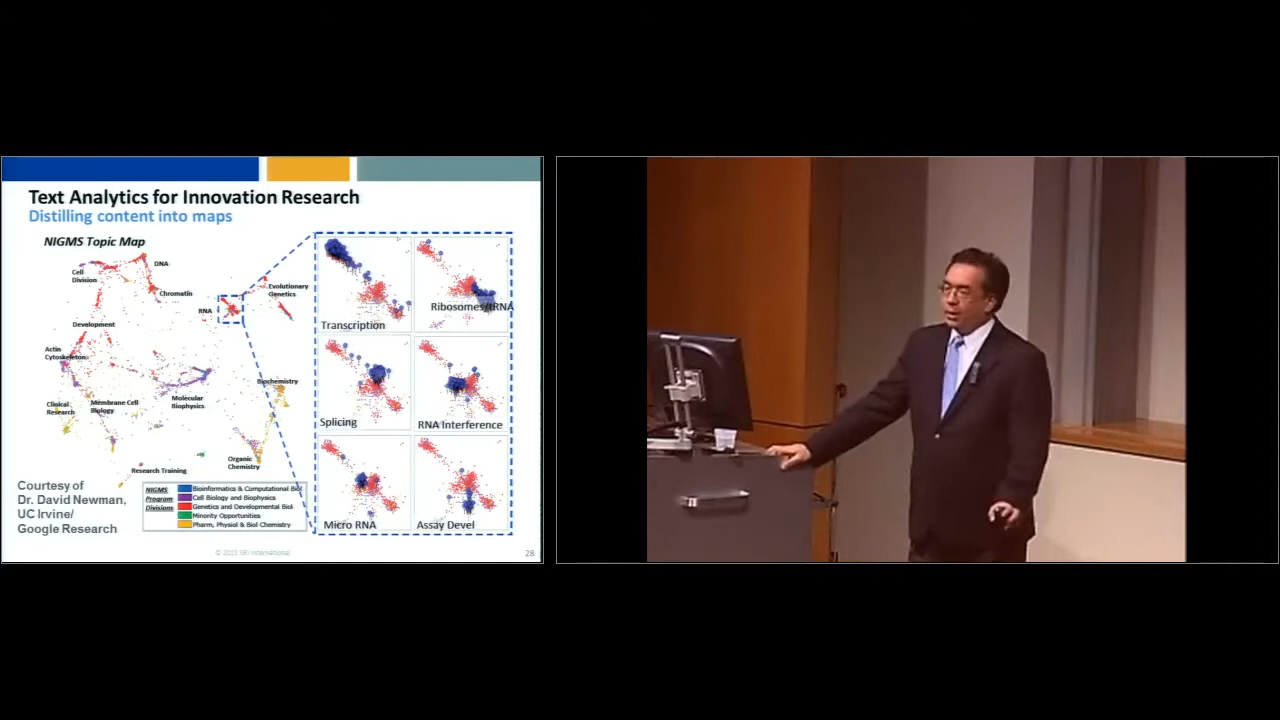 Text Analytics for Innovation Research
Distilling content into maps
NIGMS Topic Map
Cell
Division
DNA
Chromatin
RNA
Evolutionary
Genetics
Development
Actin
Cytoskeleton
Clinical
Research
Membrane Cell
Biology
Molecular
Biophysics
Biochemistry
Organic
Chemistry
Research Training
Transcription
Ribosomes/tRNA
Splicing
RNA Interference
Micro RNA
Assay Devel
Courtesy of
Dr. David Newman,
UC Irvine/
Google Research
NIGMS
Program
Divisions
Bioinformatics & Computational Biol
Cell Biology and Biophysics
Genetics and Developmental Biol
Minority Opportunities
Pharm, Physiol & Biol Chemistry
© 2013 SRI International
28